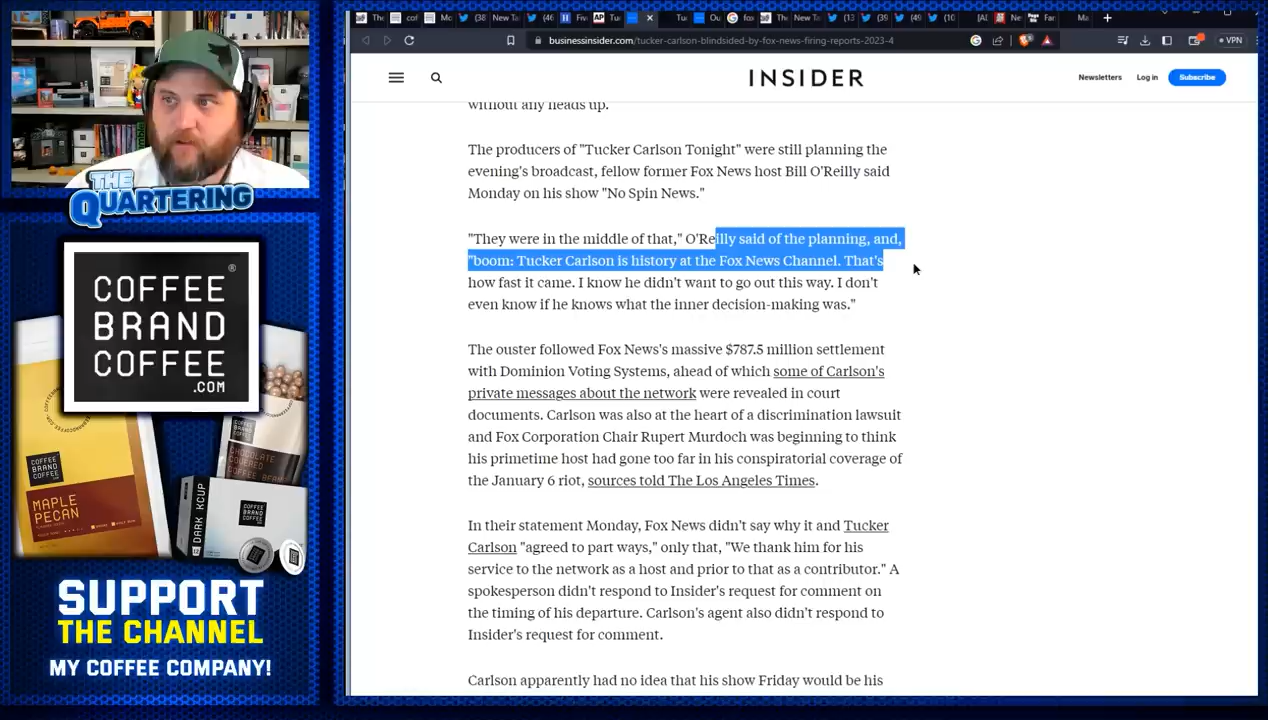 THE
QUARTERING
COFFEE
BRAND
COFFEE
.COM
®
COFFEE
BRAND
COFFEE
MAPLE
PECAN
DARK KCUP
CHOCOLATE
COVERED
SUPPORT
THE CHANNEL
MY COFFEE COMPANY!
businessinsider.com/tucker-carlson-blindsided-by-fox-news-firing-reports-2023-4
VPN
INSIDER
Newsletters
Log in
Subscribe
without any heads up.
The producers of "Tucker Carlson Tonight" were still planning the
evening's broadcast, fellow former Fox News host Bill O'Reilly said
Monday on his show "No Spin News."
"They were in the middle of that," O'Reilly said of the planning, and,
"boom: Tucker Carlson is history at the Fox News Channel. That's
how fast it came. I know he didn't want to go out this way. I don't
even know if he knows what the inner decision-making was."
The ouster followed Fox News's massive $787.5 million settlement
with Dominion Voting Systems, ahead of which some of Carlson's
private messages about the network were revealed in court
documents. Carlson was also at the heart of a discrimination lawsuit
and Fox Corporation Chair Rupert Murdoch was beginning to think
his primetime host had gone too far in his conspiratorial coverage of
the January 6 riot, sources told The Los Angeles Times.
In their statement Monday, Fox News didn't say why it and Tucker
Carlson "agreed to part ways," only that, "We thank him for his
service to the network as a host and prior to that as a contributor." A
spokesperson didn't respond to Insider's request for comment on
the timing of his departure. Carlson's agent also didn't respond to
Insider's request for comment.
Carlson apparently had no idea that his show Friday would be his